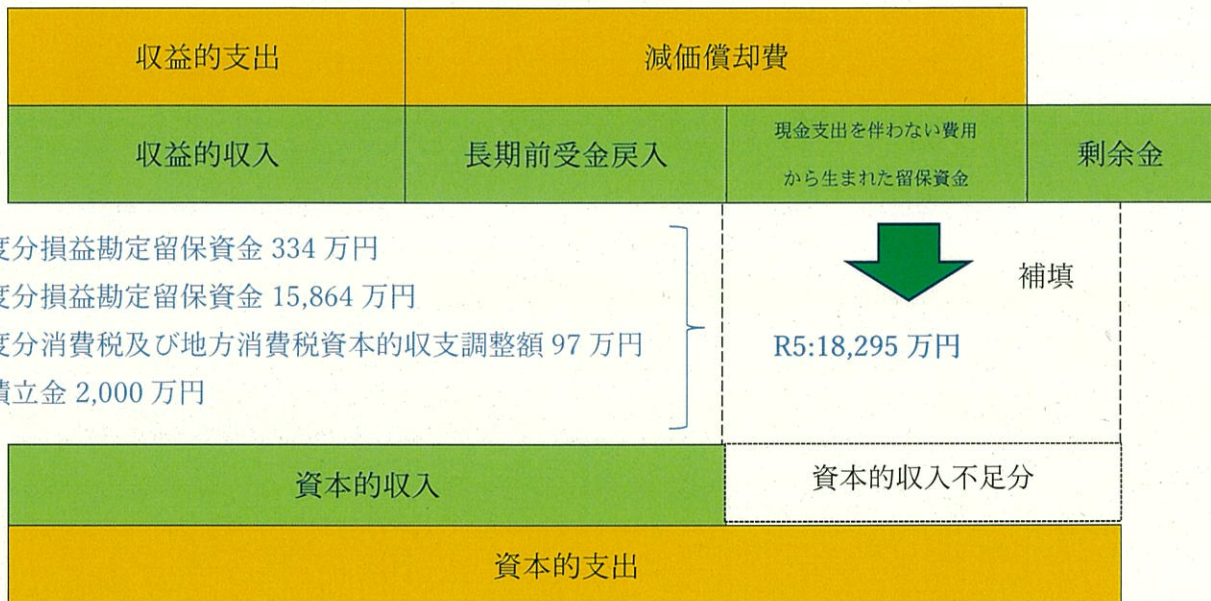 収益的支出
減価償却費
収益的収入
長期前受金戻入
現金支出を伴わない費用
から生まれた留保資金
剰余金
度分損益勘定留保資金 334 万円
度分損益勘定留保資金 15,864 万円
度分消費税及び地方消費税資本的収支調整額 97 万円
積立金 2,000 万円
補填
R5:18,295 万円
資本的収入
資本的収入不足分
資本的支出